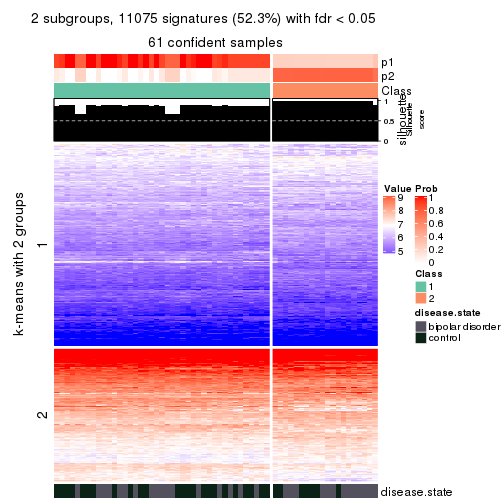 2 subgroups, 11075 signatures (52.3%) with fdr < 0.05
61 confident samples
p1
p2
Class
silhouette
Silhouette
score
1
0.5
0
k-means with 2 groups
1
2
Value
9
8
7
6
5
Prob
1
0.8
0.6
0.4
0.2
0
Class
1
2
disease.state
bipolar disorder
control
disease.state